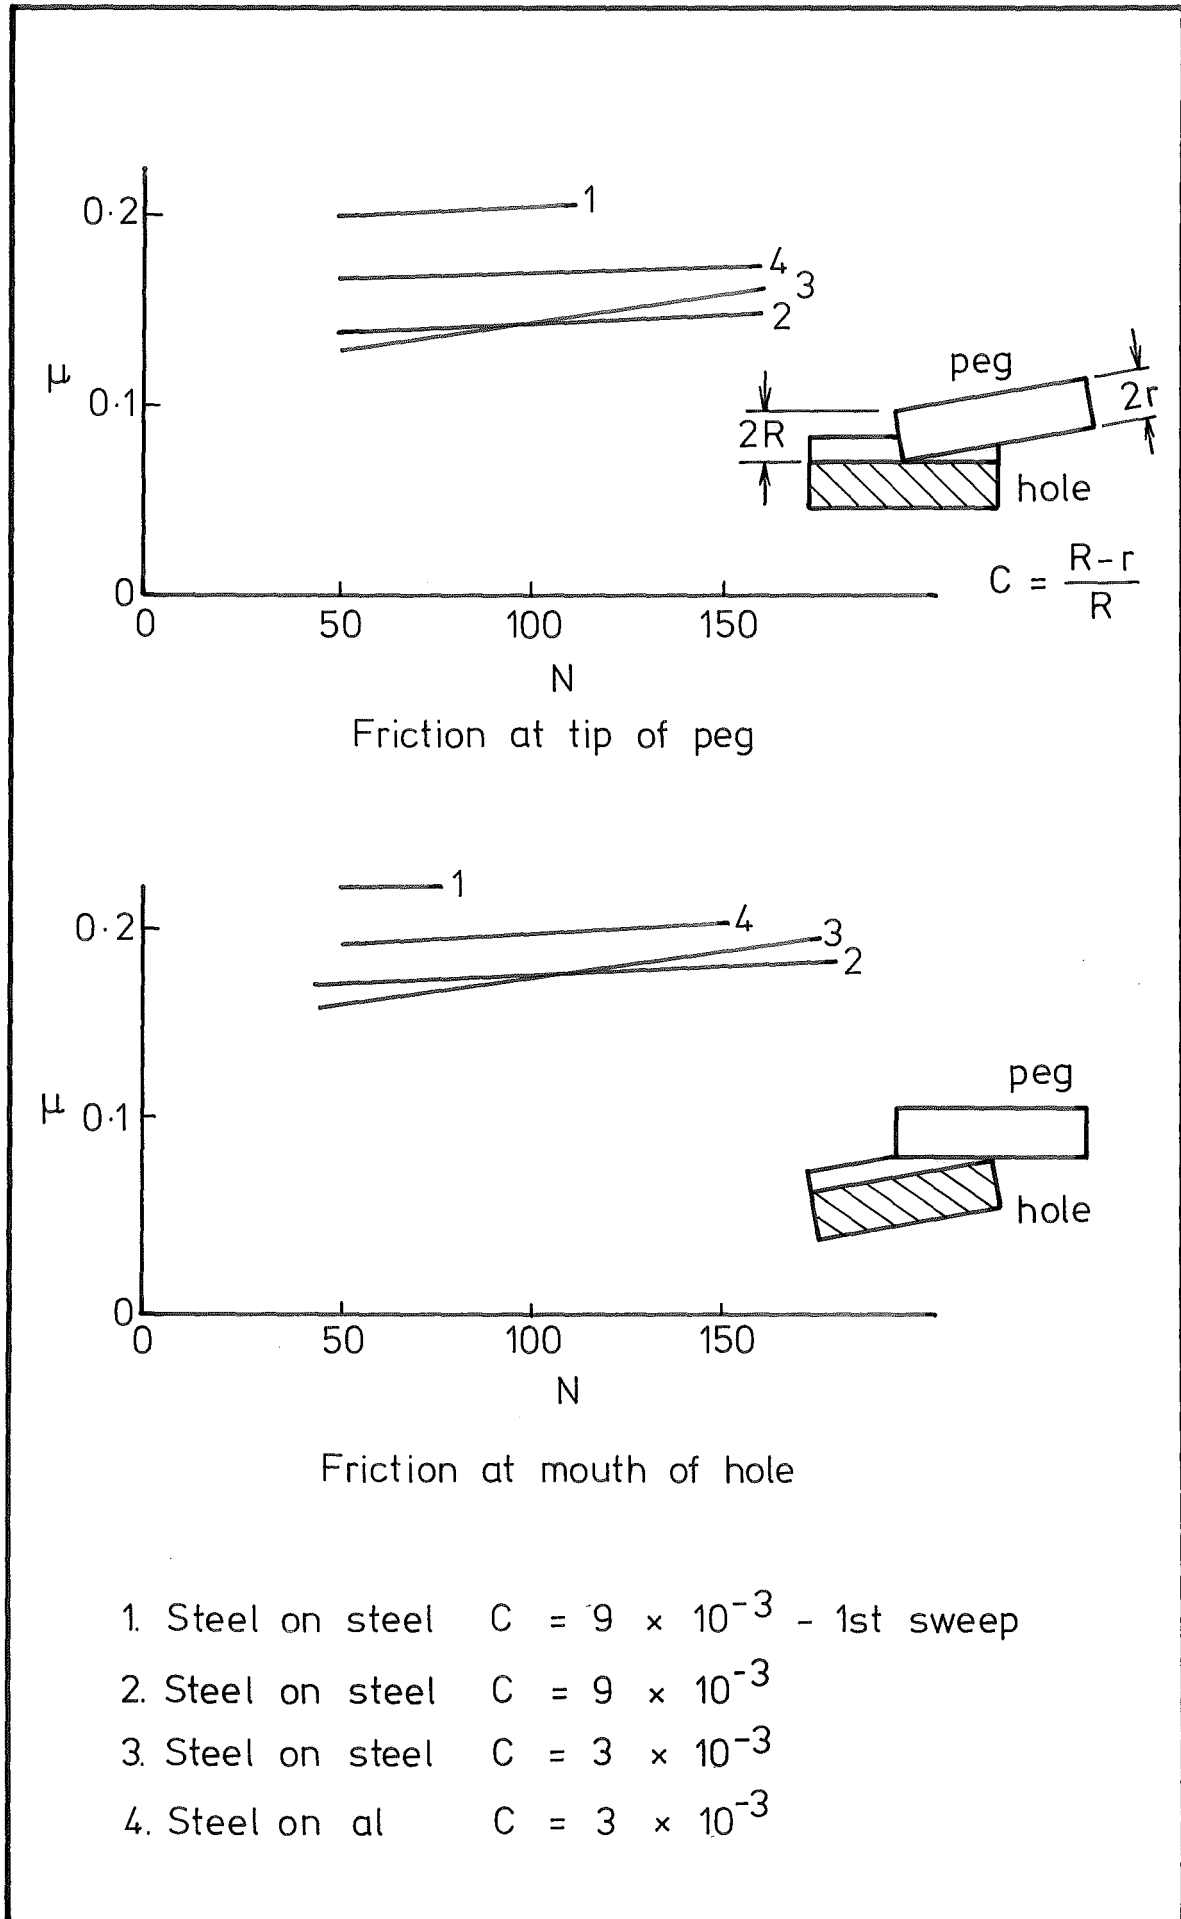 0·2
1
4
3
2
μ
0·1
peg
2r
2R
hole
C = R-r / R
0
0 50 100 150
N
Friction at tip of peg
1
0·2
4
3
2
peg
μ 0·1
hole
0
0 50 100 150
N
Friction at mouth of hole
1. Steel on steel C = 9 × 10⁻³ - 1st sweep
2. Steel on steel C = 9 × 10⁻³
3. Steel on steel C = 3 × 10⁻³
4. Steel on al C = 3 × 10⁻³